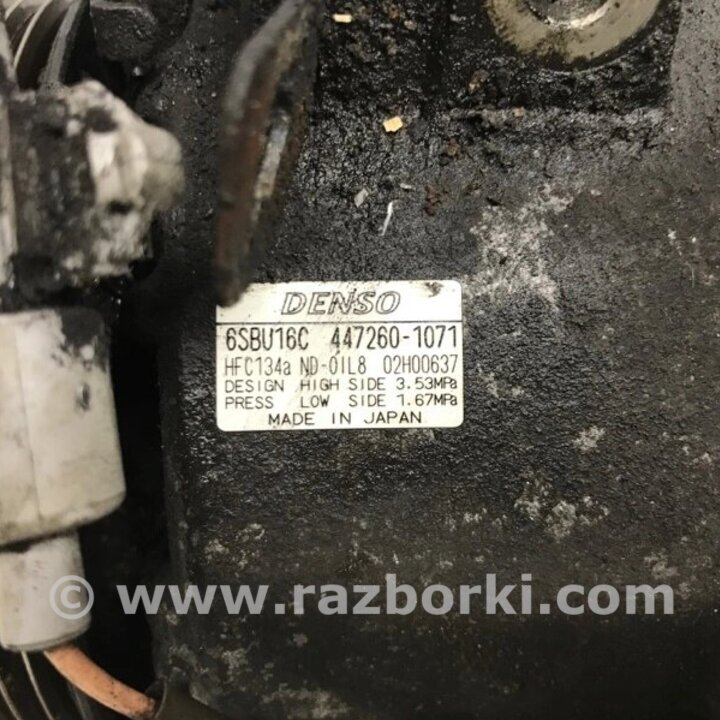 DENSO
6SBU16C 447260-1071
HFC134a ND-OIL8 02H00637
DESIGN HIGH SIDE 3.53MPa
PRESS LOW SIDE 1.67MPa
MADE IN JAPAN
© www.razborki.com